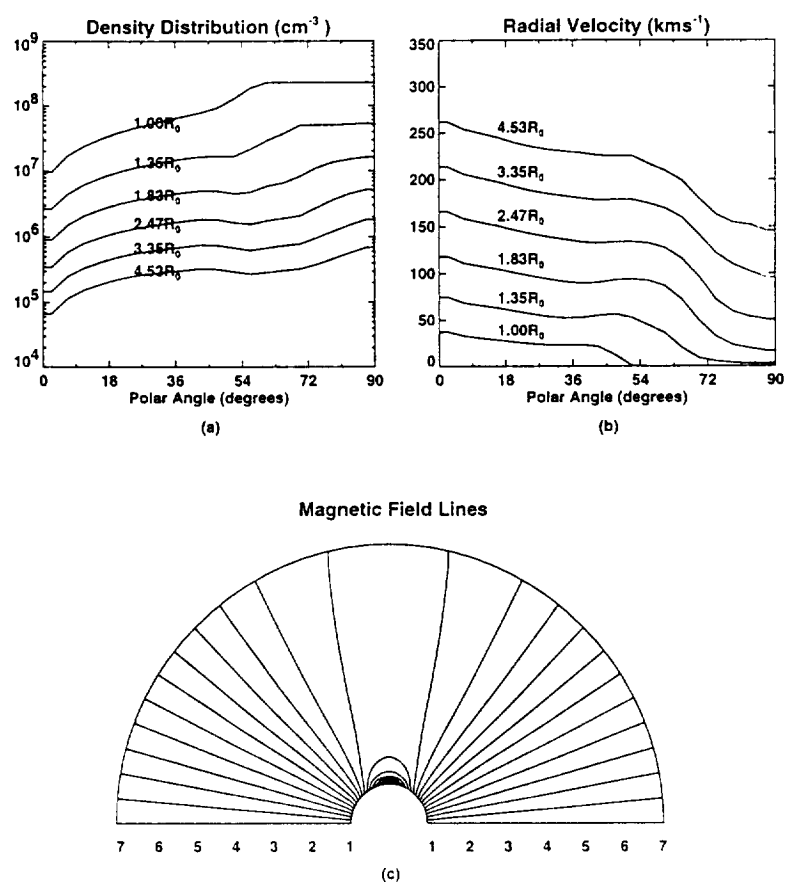 Density Distribution (cm⁻³ )
10⁹
10⁸
10⁷
10⁶
10⁵
10⁴
1.00R₀
1.35R₀
1.83R₀
2.47R₀
3.35R₀
4.53R₀
0 18 36 54 72 90
Polar Angle (degrees)
(a)
Radial Velocity (kms⁻¹)
350
300
250
200
150
100
50
0
4.53R₀
3.35R₀
2.47R₀
1.83R₀
1.35R₀
1.00R₀
0 18 36 54 72 90
Polar Angle (degrees)
(b)
Magnetic Field Lines
7 6 5 4 3 2 1 1 2 3 4 5 6 7
(c)